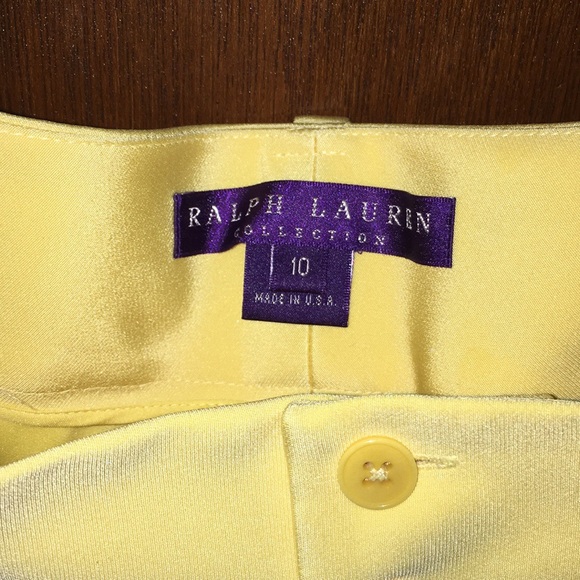 RALPH LAUREN
COLLECTION
10
MADE IN U.S.A.